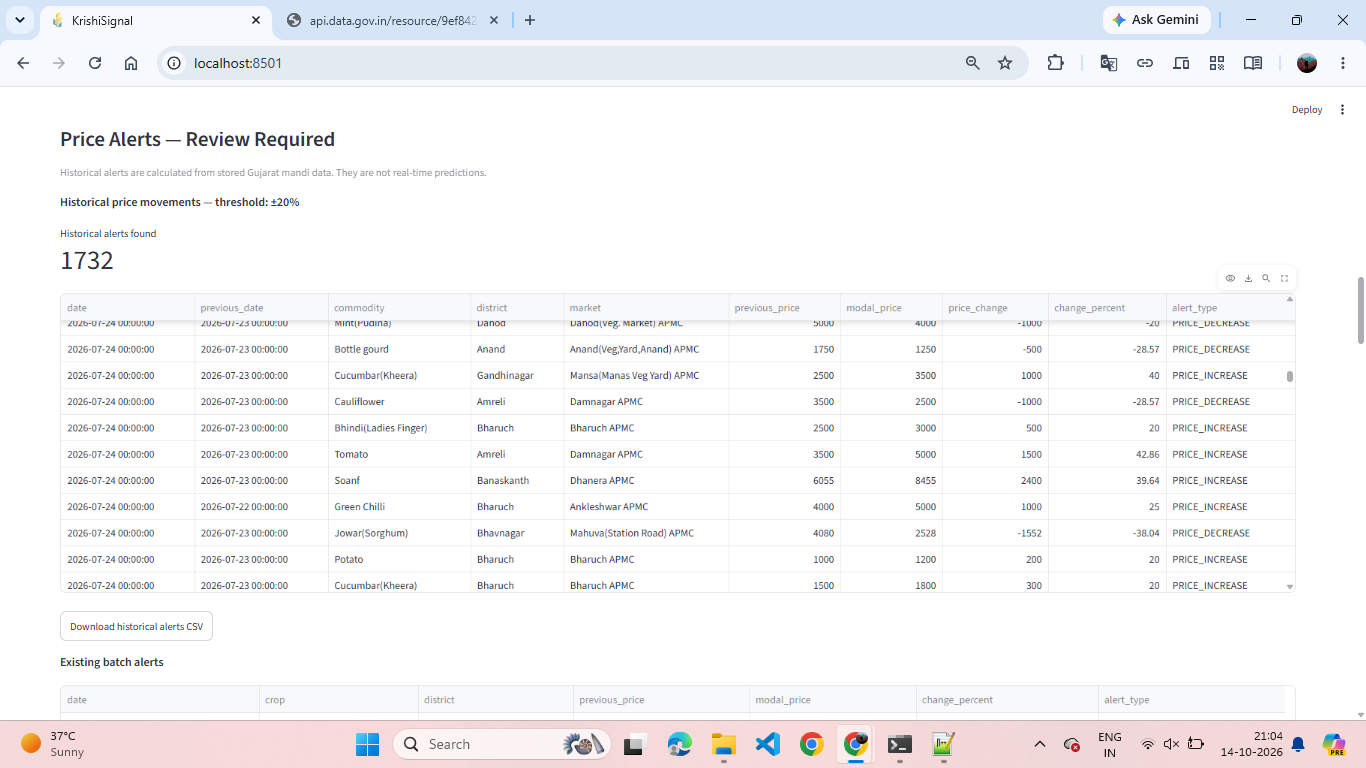 KrishiSignal
api.data.gov.in/resource/9ef842
Ask Gemini
localhost:8501
Deploy
Price Alerts — Review Required
Historical alerts are calculated from stored Gujarat mandi data. They are not real-time predictions.
Historical price movements — threshold: ±20%
Historical alerts found
1732
date previous_date commodity district market previous_price modal_price price_change change_percent alert_type
2026-07-24 00:00:00 2026-07-23 00:00:00 Mint(Pudina) Dahod Dahod(Veg. Market) APMC 5000 4000 -1000 -20 PRICE_DECREASE
2026-07-24 00:00:00 2026-07-23 00:00:00 Bottle gourd Anand Anand(Veg,Yard,Anand) APMC 1750 1250 -500 -28.57 PRICE_DECREASE
2026-07-24 00:00:00 2026-07-23 00:00:00 Cucumbar(Kheera) Gandhinagar Mansa(Manas Veg Yard) APMC 2500 3500 1000 40 PRICE_INCREASE
2026-07-24 00:00:00 2026-07-23 00:00:00 Cauliflower Amreli Damnagar APMC 3500 2500 -1000 -28.57 PRICE_DECREASE
2026-07-24 00:00:00 2026-07-23 00:00:00 Bhindi(Ladies Finger) Bharuch Bharuch APMC 2500 3000 500 20 PRICE_INCREASE
2026-07-24 00:00:00 2026-07-23 00:00:00 Tomato Amreli Damnagar APMC 3500 5000 1500 42.86 PRICE_INCREASE
2026-07-24 00:00:00 2026-07-23 00:00:00 Soanf Banaskanth Dhanera APMC 6055 8455 2400 39.64 PRICE_INCREASE
2026-07-24 00:00:00 2026-07-22 00:00:00 Green Chilli Bharuch Ankleshwar APMC 4000 5000 1000 25 PRICE_INCREASE
2026-07-24 00:00:00 2026-07-23 00:00:00 Jowar(Sorghum) Bhavnagar Mahuva(Station Road) APMC 4080 2528 -1552 -38.04 PRICE_DECREASE
2026-07-24 00:00:00 2026-07-23 00:00:00 Potato Bharuch Bharuch APMC 1000 1200 200 20 PRICE_INCREASE
2026-07-24 00:00:00 2026-07-23 00:00:00 Cucumbar(Kheera) Bharuch Bharuch APMC 1500 1800 300 20 PRICE_INCREASE
Download historical alerts CSV
Existing batch alerts
date crop district previous_price modal_price change_percent alert_type
37°C
Sunny
Search
ENG
IN
21:04
14-10-2026
PRE